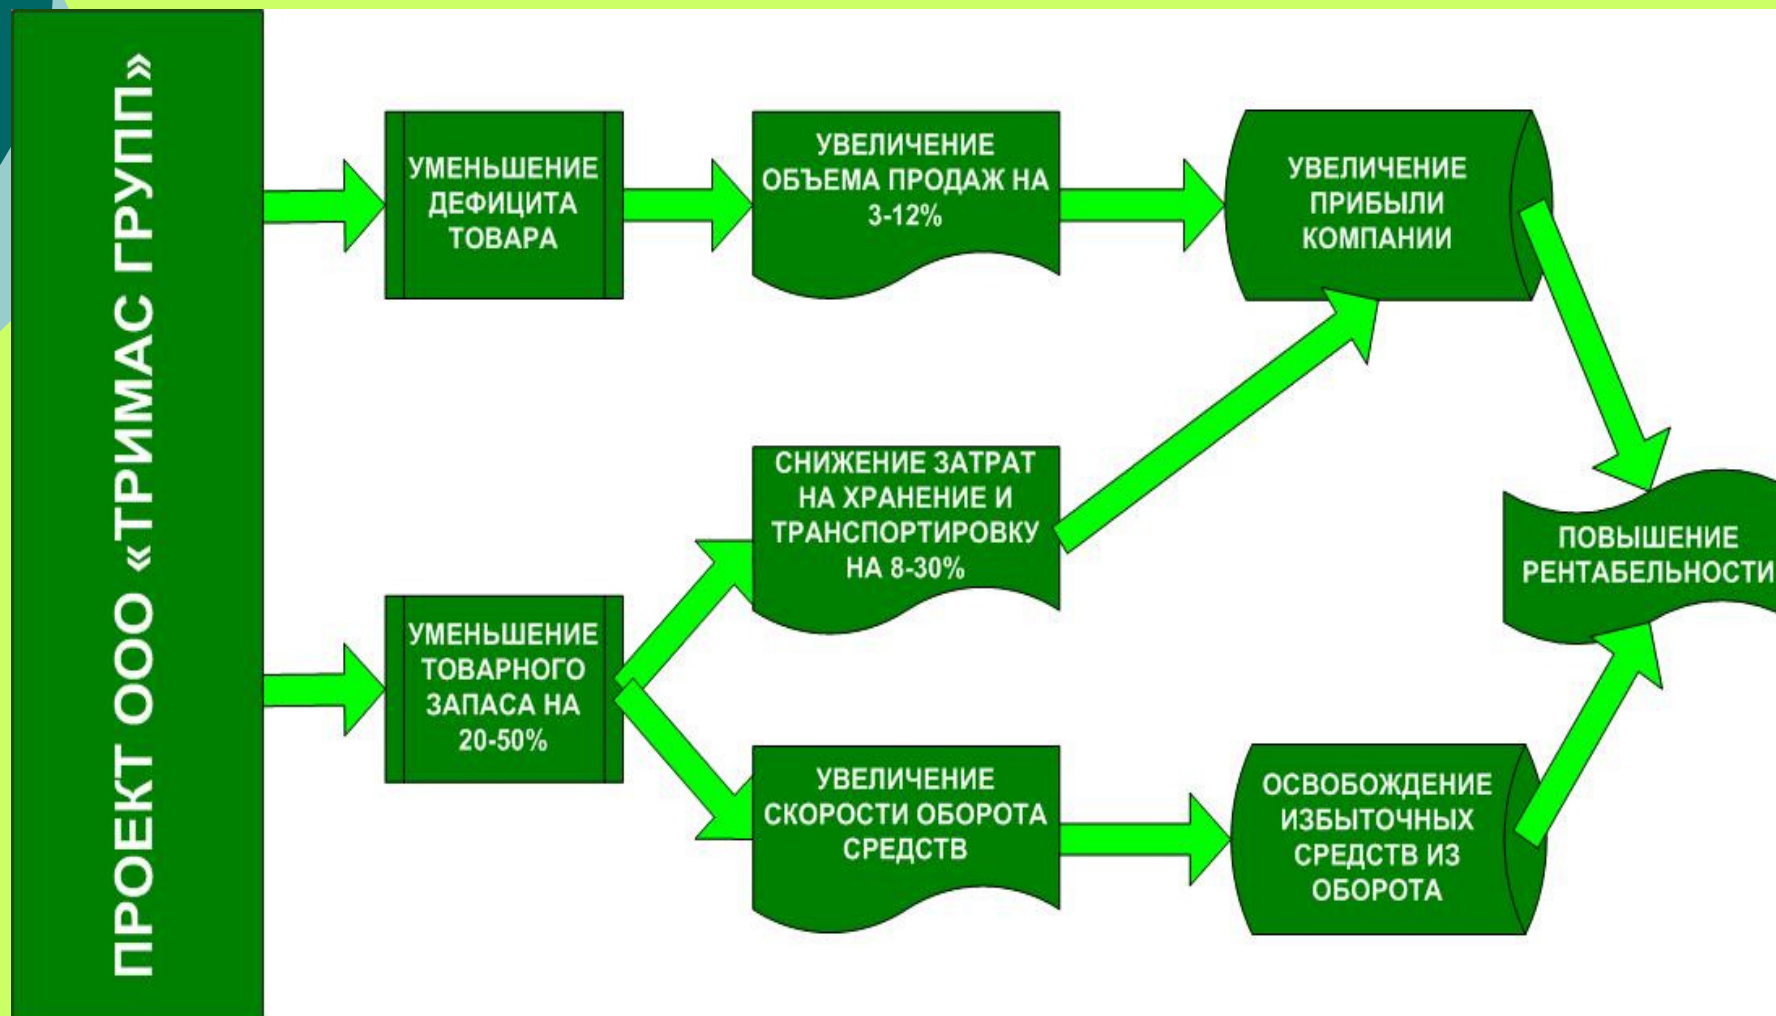 ПРОЕКТ ООО «ТРИМАС ГРУПП»
УМЕНЬШЕНИЕ
ДЕФИЦИТА
ТОВАРА
УВЕЛИЧЕНИЕ
ОБЪЕМА ПРОДАЖ НА
3-12%
УВЕЛИЧЕНИЕ
ПРИБЫЛИ
КОМПАНИИ
СНИЖЕНИЕ ЗАТРАТ
НА ХРАНЕНИЕ И
ТРАНСПОРТИРОВКУ
НА 8-30%
ПОВЫШЕНИЕ
РЕНТАБЕЛЬНОСТИ
УМЕНЬШЕНИЕ
ТОВАРНОГО
ЗАПАСА НА
20-50%
УВЕЛИЧЕНИЕ
СКОРОСТИ ОБОРОТА
СРЕДСТВ
ОСВОБОЖДЕНИЕ
ИЗБЫТОЧНЫХ
СРЕДСТВ ИЗ
ОБОРОТА